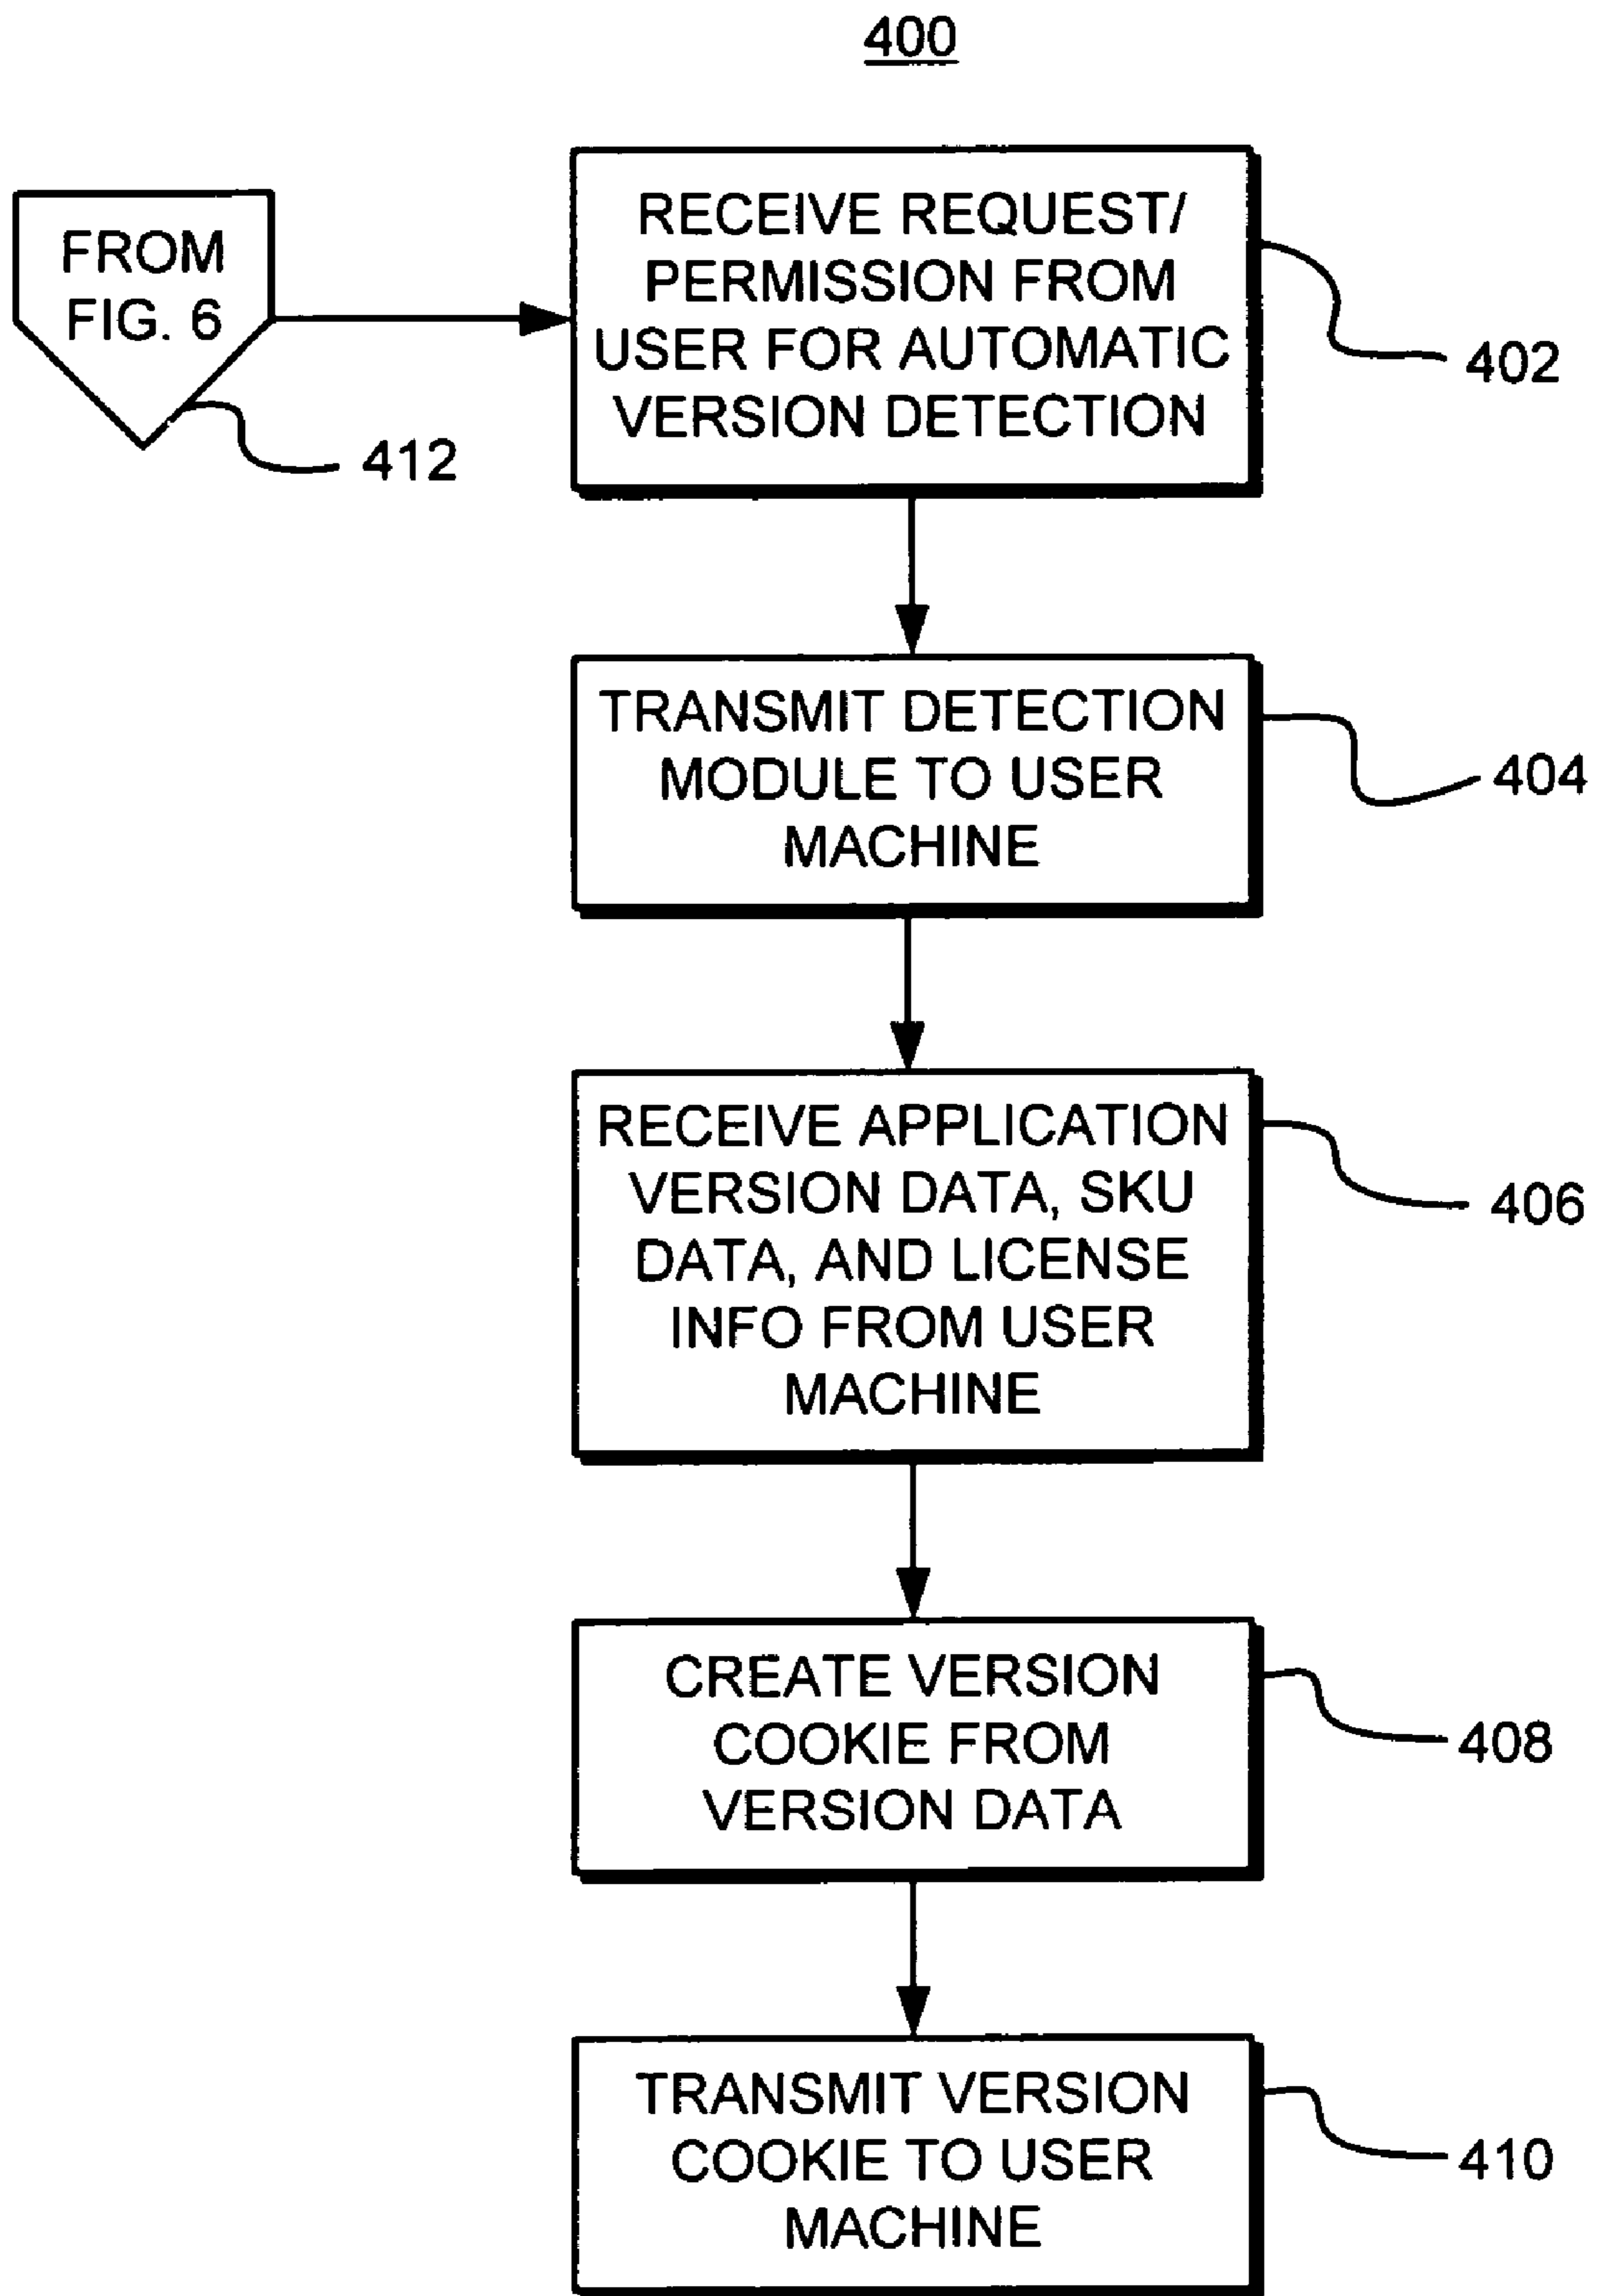 400
FROM
FIG. 6
412
RECEIVE REQUEST/
PERMISSION FROM
USER FOR AUTOMATIC
VERSION DETECTION
402
TRANSMIT DETECTION
MODULE TO USER
MACHINE
404
RECEIVE APPLICATION
VERSION DATA, SKU
DATA, AND LICENSE
INFO FROM USER
MACHINE
406
CREATE VERSION
COOKIE FROM
VERSION DATA
408
TRANSMIT VERSION
COOKIE TO USER
MACHINE
410